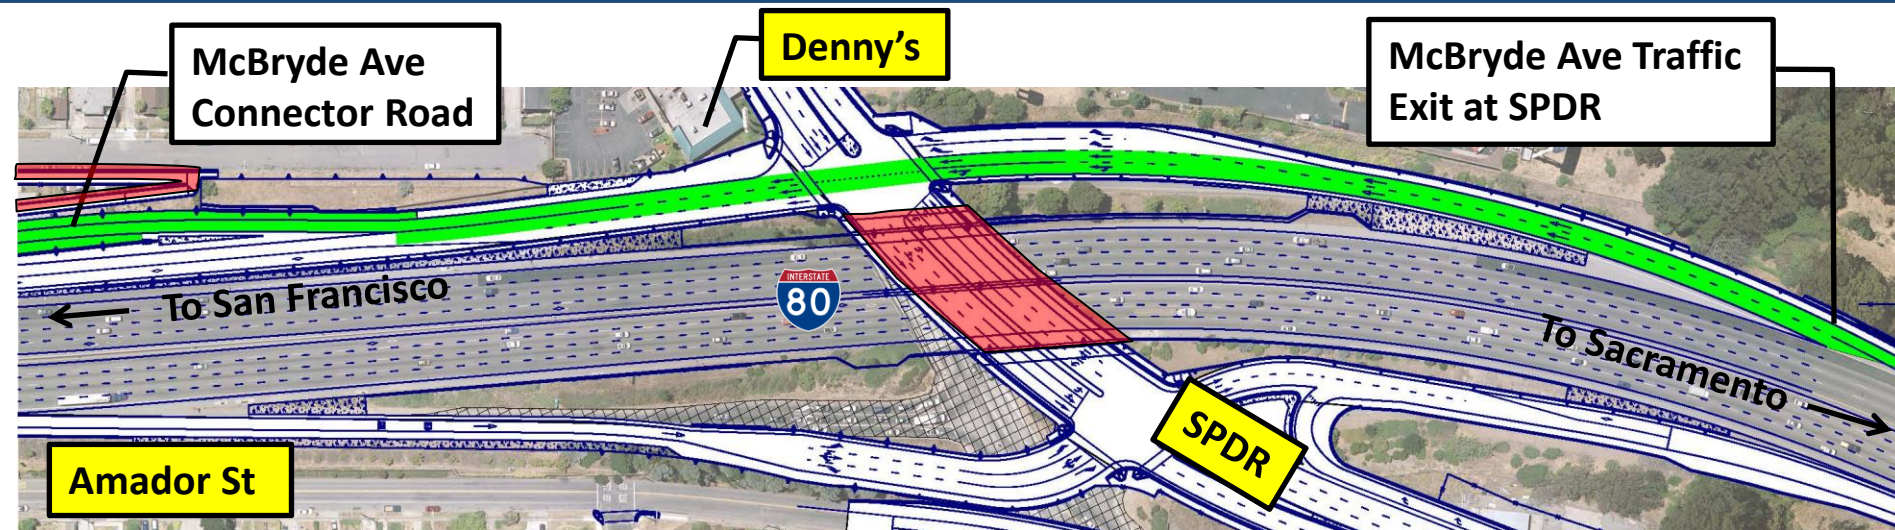 McBryde Ave
Connector Road
Denny's
McBryde Ave Traffic
Exit at SPDR
To San Francisco
INTERSTATE
80
To Sacramento
SPDR
Amador St